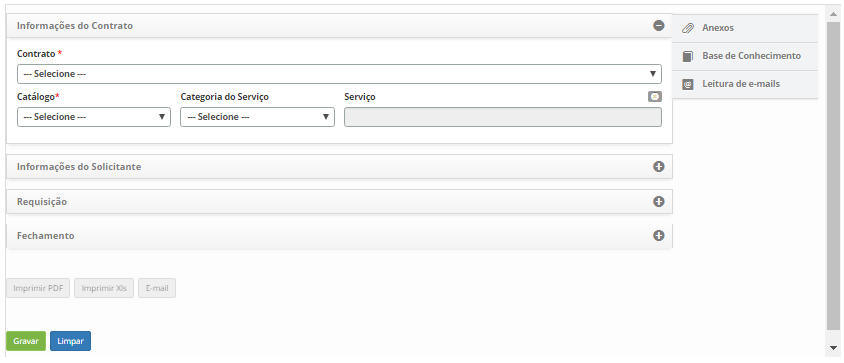 Informações do Contrato
Anexos
Contrato *
Base de Conhecimento
--- Selecione ---
Leitura de e-mails
Catálogo*
Categoria do Serviço
Serviço
--- Selecione ---
--- Selecione ---
Informações do Solicitante
Requisição
Fechamento
Imprimir PDF
Imprimir Xls
E-mail
Gravar
Limpar